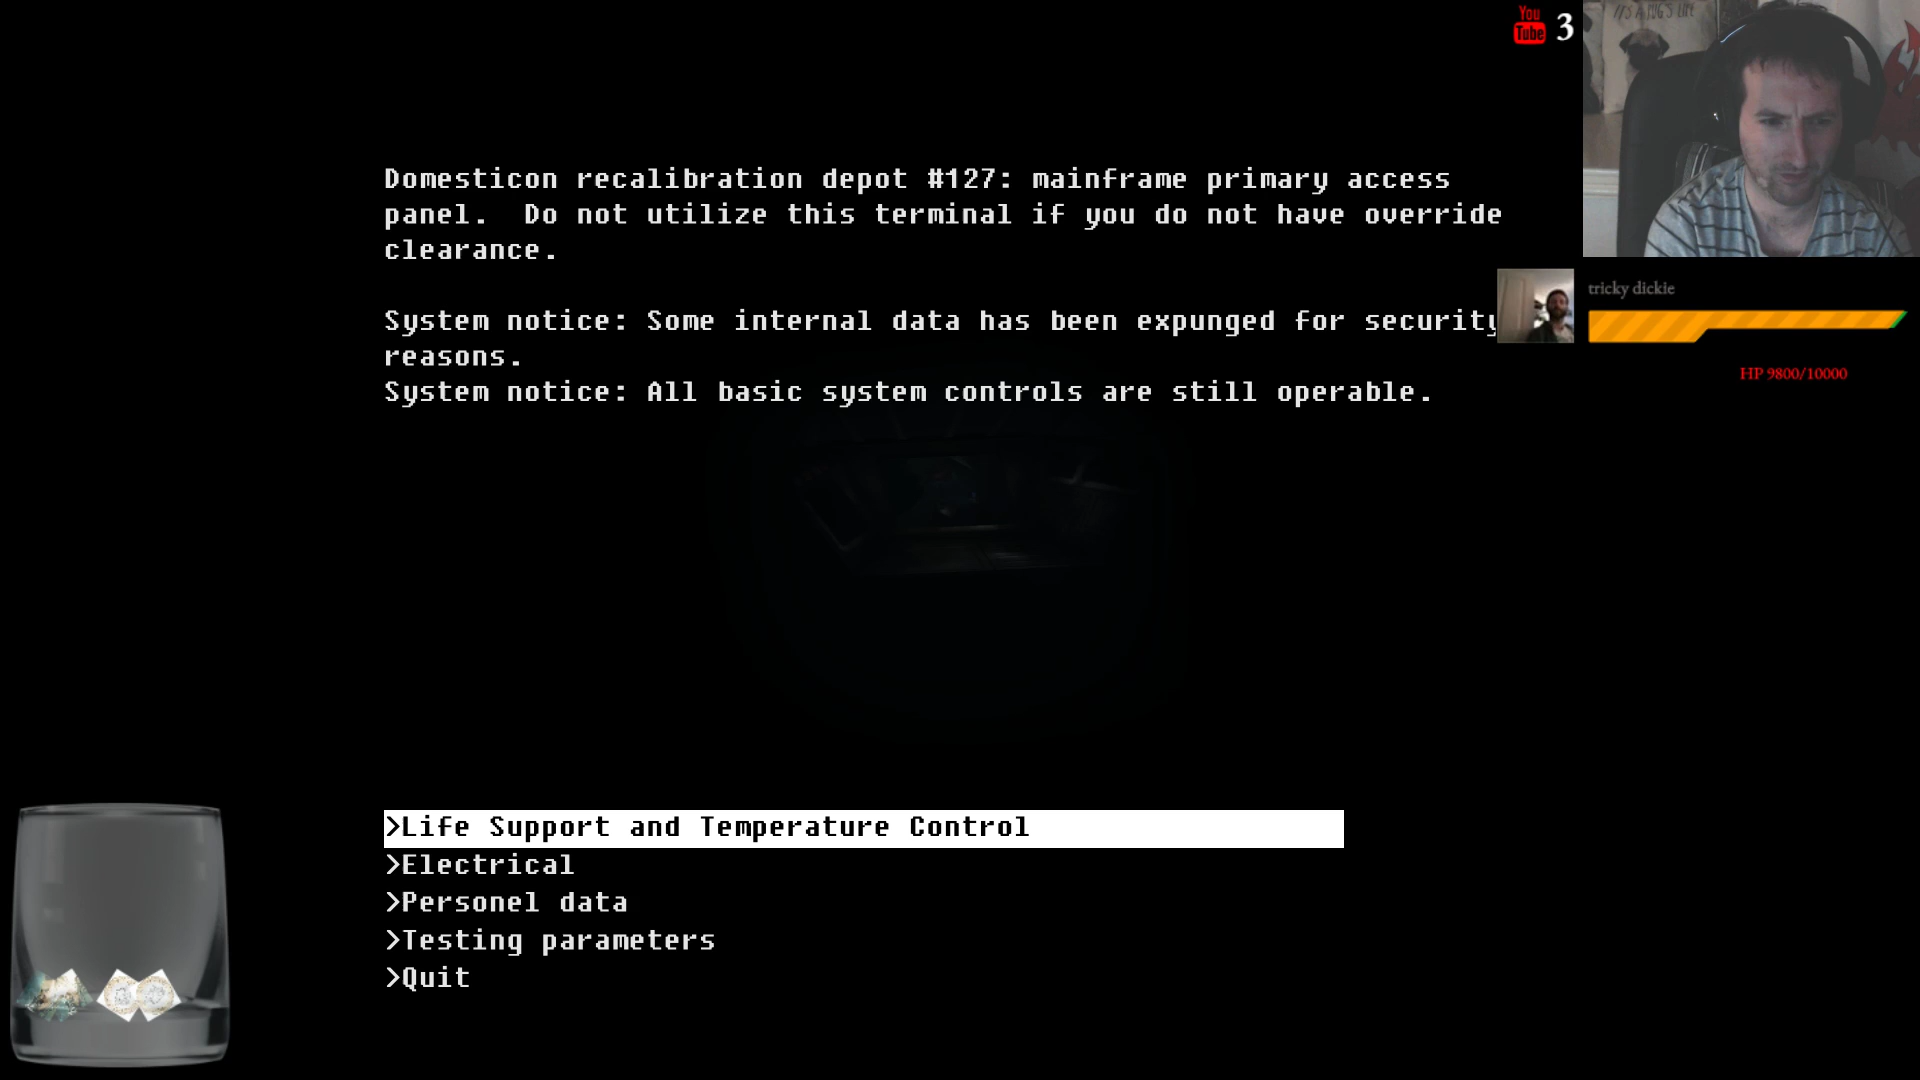 You
Tube 3
IT'S A PUG'S LIFE
Domesticon recalibration depot #127: mainframe primary access
panel.  Do not utilize this terminal if you do not have override
clearance.
tricky dickie
System notice: Some internal data has been expunged for security
reasons.
HP 9800/10000
System notice: All basic system controls are still operable.
>Life Support and Temperature Control
>Electrical
>Personel data
>Testing parameters
>Quit